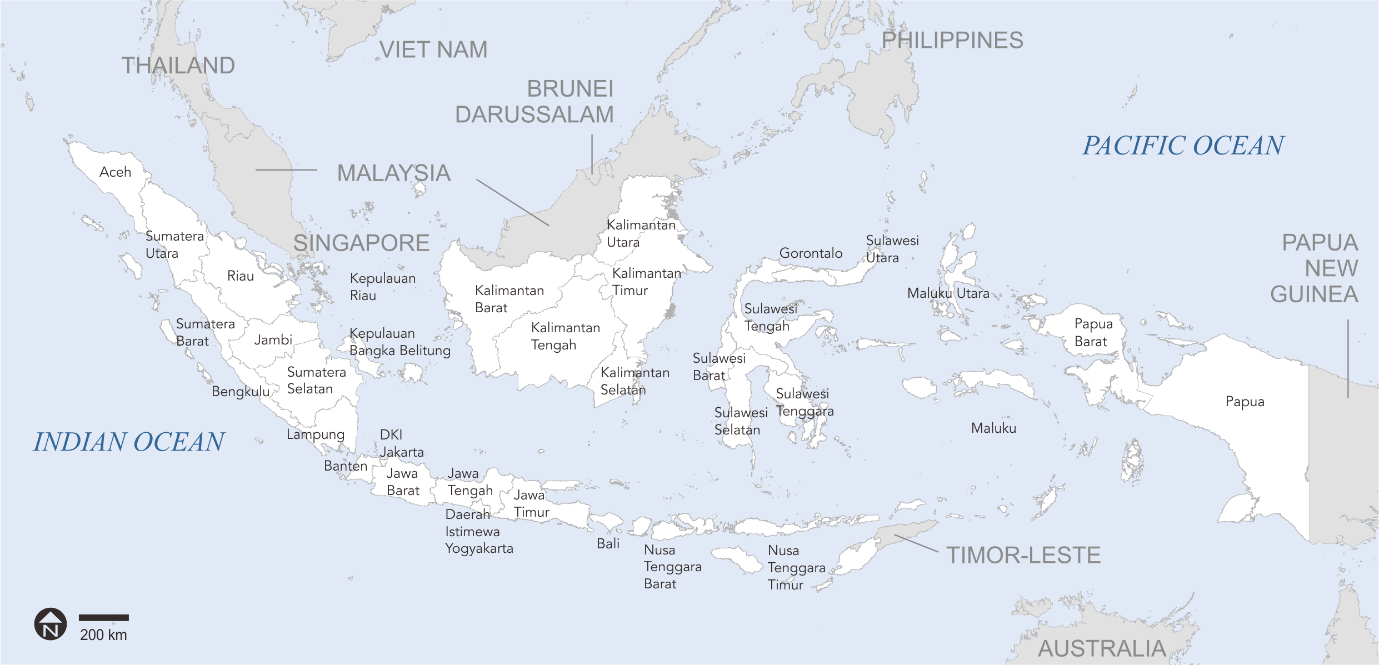 VIET NAM
PHILIPPINES
THAILAND
BRUNEI
DARUSSALAM
PACIFIC OCEAN
MALAYSIA
Aceh
SINGAPORE
PAPUA
NEW
GUINEA
Sumatera
Utara
Riau
Kepulauan
Riau
Kalimantan
Utara
Kalimantan
Timur
Kalimantan
Barat
Kalimantan
Tengah
Kalimantan
Selatan
Gorontalo
Sulawesi
Utara
Maluku Utara
Sulawesi
Tengah
Sulawesi
Barat
Sulawesi
Selatan
Sulawesi
Tenggara
Papua
Barat
Papua
Maluku
Sumatera
Barat
Jambi
Kepulauan
Bangka Belitung
Sumatera
Selatan
Bengkulu
Lampung
INDIAN OCEAN
Banten
DKI
Jakarta
Jawa
Barat
Jawa
Tengah
Jawa
Timur
Daerah
Istimewa
Yogyakarta
Bali
Nusa
Tenggara
Barat
Nusa
Tenggara
Timur
TIMOR-LESTE
N
200 km
AUSTRALIA